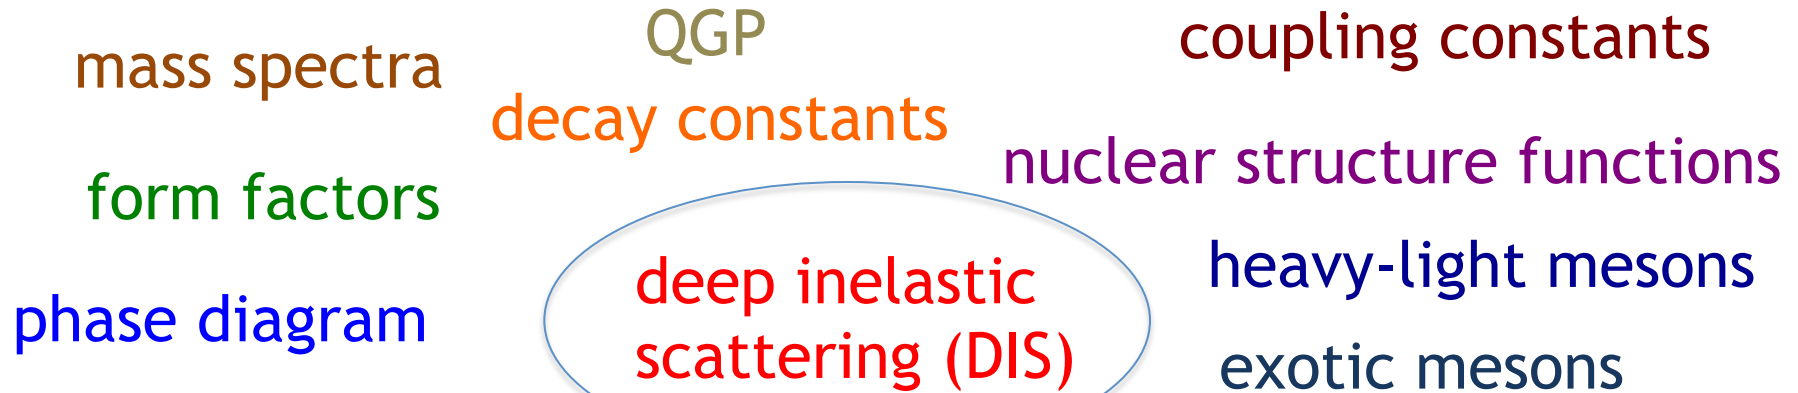 QGP
coupling constants
mass spectra
decay constants
nuclear structure functions
form factors
heavy-light mesons
deep inelastic
scattering (DIS)
phase diagram
exotic mesons